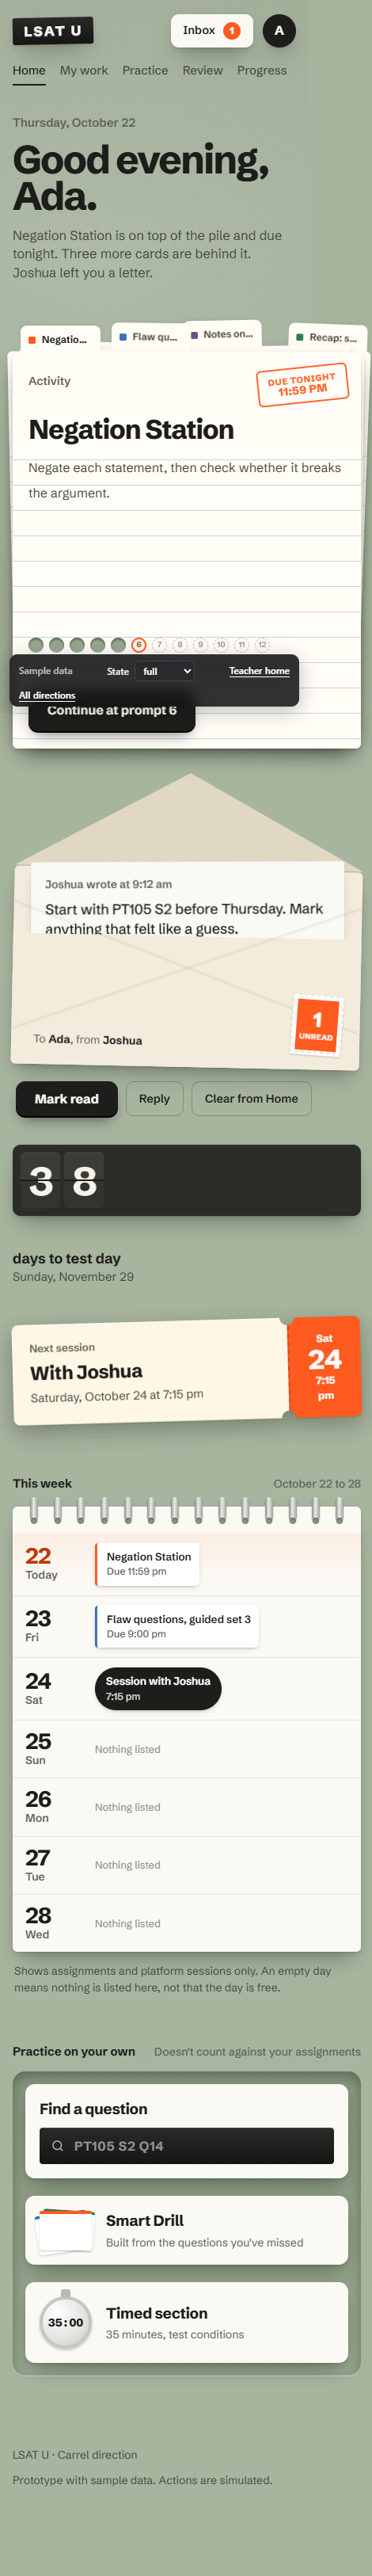 LSAT U
Inbox 1
A
Home My work Practice Review Progress
Thursday, October 22
Good evening,
Ada.
Negation Station is on top of the pile and due
tonight. Three more cards are behind it.
Joshua left you a letter.
Negatio... Flaw qu... Notes on... Recap: s...
Activity
DUE TONIGHT
11:59 PM
Negation Station
Negate each statement, then check whether it breaks
the argument.
6 7 8 9 10 11 12
Sample data State full Teacher home
All directions
Continue at prompt 6
Joshua wrote at 9:12 am
Start with PT105 S2 before Thursday. Mark
anything that felt like a guess.
To Ada, from Joshua
1
UNREAD
Mark read Reply Clear from Home
38
days to test day
Sunday, November 29
Next session
With Joshua
Saturday, October 24 at 7:15 pm
Sat
24
7:15
pm
This week October 22 to 28
22
Today
Negation Station
Due 11:59 pm
23
Fri
Flaw questions, guided set 3
Due 9:00 pm
24
Sat
Session with Joshua
7:15 pm
25
Sun
Nothing listed
26
Mon
Nothing listed
27
Tue
Nothing listed
28
Wed
Nothing listed
Shows assignments and platform sessions only. An empty day
means nothing is listed here, not that the day is free.
Practice on your own Doesn't count against your assignments
Find a question
PT105 S2 Q14
Smart Drill
Built from the questions you've missed
35:00
Timed section
35 minutes, test conditions
LSAT U · Carrel direction
Prototype with sample data. Actions are simulated.